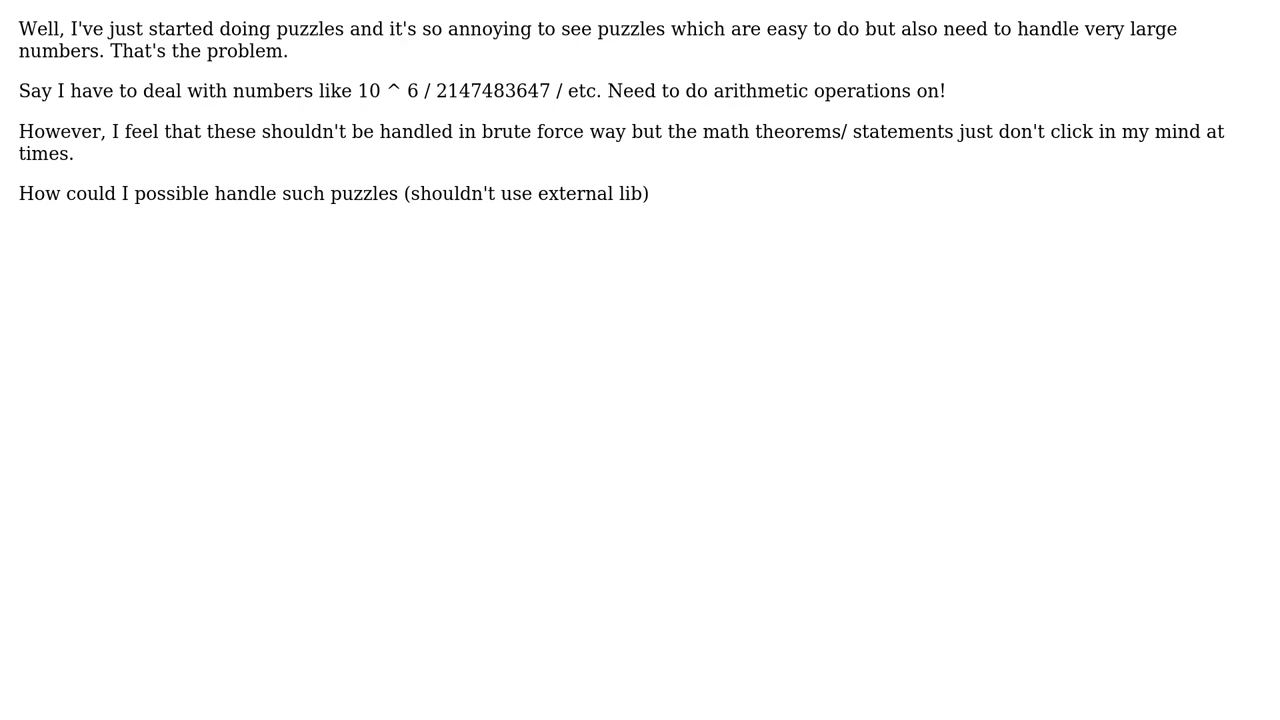 Well, I've just started doing puzzles and it's so annoying to see puzzles which are easy to do but also need to handle very large
numbers. That's the problem.
Say I have to deal with numbers like 10 ^ 6 / 2147483647 / etc. Need to do arithmetic operations on!
However, I feel that these shouldn't be handled in brute force way but the math theorems/ statements just don't click in my mind at
times.
How could I possible handle such puzzles (shouldn't use external lib)